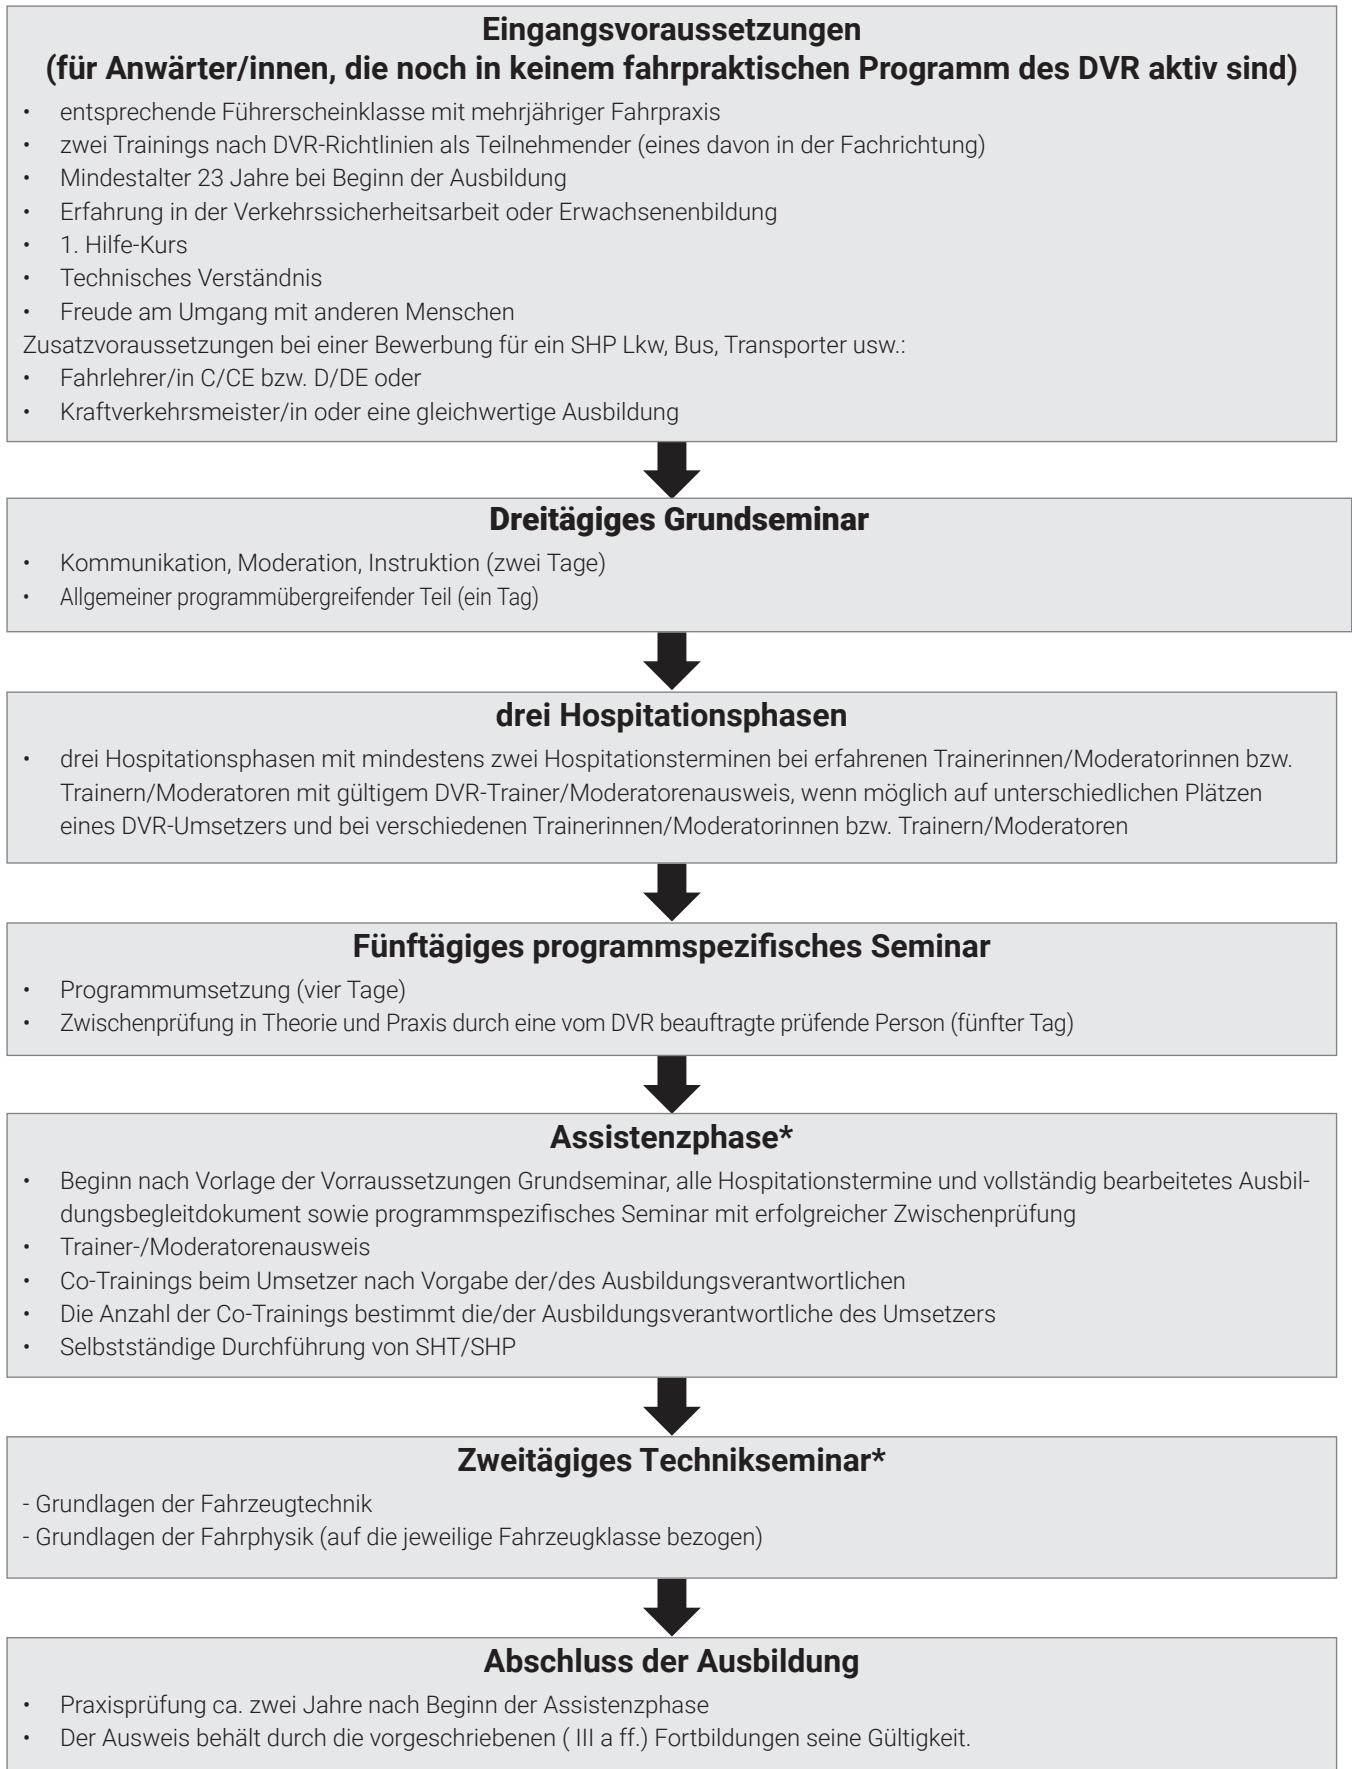 Eingangsvoraussetzungen
(für Anwärter/innen, die noch in keinem fahrpraktischen Programm des DVR aktiv sind)
• entsprechende Führerscheinklasse mit mehrjähriger Fahrpraxis
• zwei Trainings nach DVR-Richtlinien als Teilnehmender (eines davon in der Fachrichtung)
• Mindestalter 23 Jahre bei Beginn der Ausbildung
• Erfahrung in der Verkehrssicherheitsarbeit oder Erwachsenenbildung
• 1. Hilfe-Kurs
• Technisches Verständnis
• Freude am Umgang mit anderen Menschen
Zusatzvoraussetzungen bei einer Bewerbung für ein SHP Lkw, Bus, Transporter usw.:
• Fahrlehrer/in C/CE bzw. D/DE oder
• Kraftverkehrsmeister/in oder eine gleichwertige Ausbildung
Dreitägiges Grundseminar
• Kommunikation, Moderation, Instruktion (zwei Tage)
• Allgemeiner programmübergreifender Teil (ein Tag)
drei Hospitationsphasen
• drei Hospitationsphasen mit mindestens zwei Hospitationsterminen bei erfahrenen Trainerinnen/Moderatorinnen bzw.
Trainern/Moderatoren mit gültigem DVR-Trainer/Moderatorenausweis, wenn möglich auf unterschiedlichen Plätzen
eines DVR-Umsetzers und bei verschiedenen Trainerinnen/Moderatorinnen bzw. Trainern/Moderatoren
Fünftägiges programmspezifisches Seminar
• Programmumsetzung (vier Tage)
• Zwischenprüfung in Theorie und Praxis durch eine vom DVR beauftragte prüfende Person (fünfter Tag)
Assistenzphase*
• Beginn nach Vorlage der Vorraussetzungen Grundseminar, alle Hospitationstermine und vollständig bearbeitetes Ausbil-
dungsbegleitdokument sowie programmspezifisches Seminar mit erfolgreicher Zwischenprüfung
• Trainer-/Moderatorenausweis
• Co-Trainings beim Umsetzer nach Vorgabe der/des Ausbildungsverantwortlichen
• Die Anzahl der Co-Trainings bestimmt die/der Ausbildungsverantwortliche des Umsetzers
• Selbstständige Durchführung von SHT/SHP
Zweitägiges Technikseminar*
- Grundlagen der Fahrzeugtechnik
- Grundlagen der Fahrphysik (auf die jeweilige Fahrzeugklasse bezogen)
Abschluss der Ausbildung
• Praxisprüfung ca. zwei Jahre nach Beginn der Assistenzphase
• Der Ausweis behält durch die vorgeschriebenen ( III a ff.) Fortbildungen seine Gültigkeit.